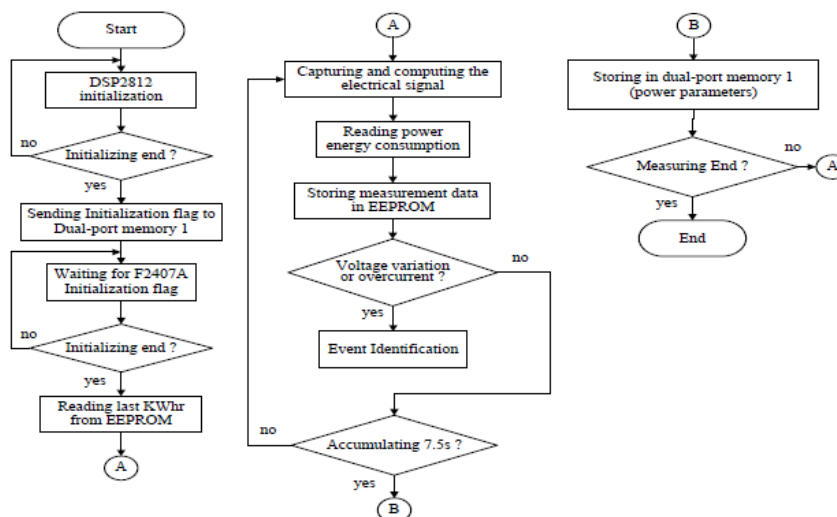 Start
DSP2812
initialization
no
Initializing end ?
yes
Sending Initialization flag to
Dual-port memory 1
Waiting for F2407A
Initialization flag
no
Initializing end ?
yes
Reading last KWhr
from EEPROM
A
A
Capturing and computing the
electrical signal
Reading power
energy consumption
Storing measurement data
in EEPROM
Voltage variation
or overcurrent ?
no
yes
Event Identification
no
Accumulating 7.5s ?
yes
B
B
Storing in dual-port memory 1
(power parameters)
no
Measuring End ?
A
yes
End